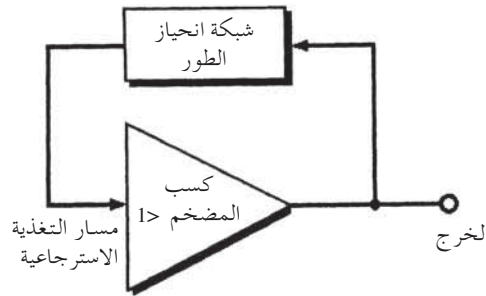 شبكة انحياز
الطور
كسب
المضخم <1
مسار التغذية
الاسترجاعية
لخرج